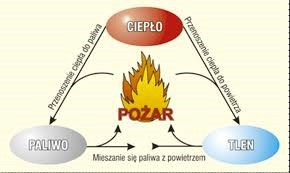 CIEPŁO
Przenoszenie ciepła do paliwa
Przenoszenie ciepła do powietrza
POŻAR
PALIWO
TLEN
Mieszanie się paliwa z powietrzem